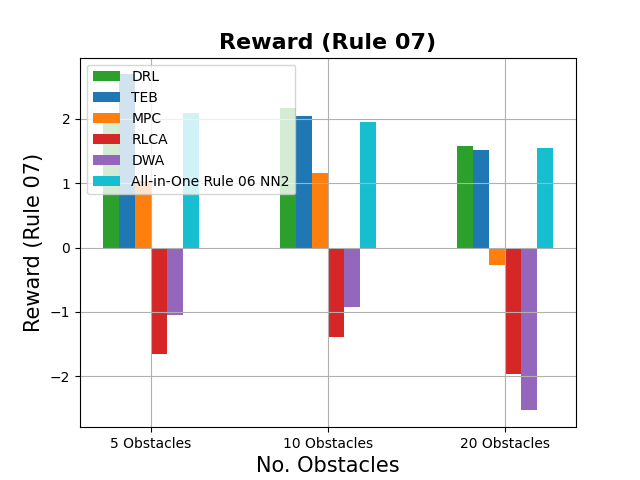 Reward (Rule 07)
DRL
TEB
MPC
RLCA
DWA
All-in-One Rule 06 NN2
2
1
0
−1
−2
Reward (Rule 07)
5 Obstacles
10 Obstacles
20 Obstacles
No. Obstacles